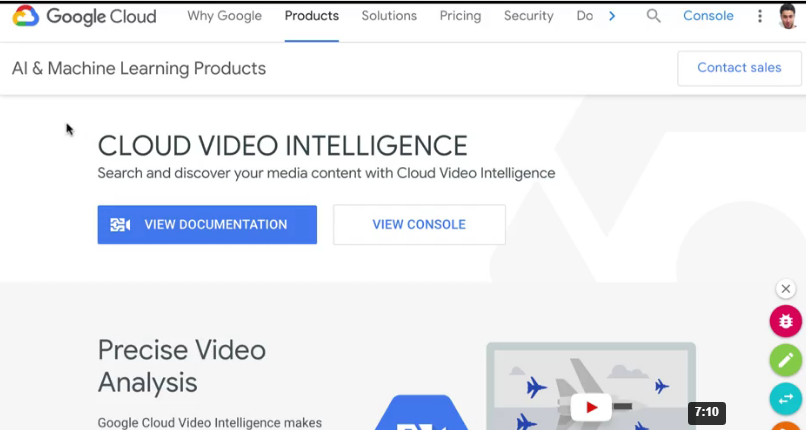 Google Cloud
Why Google
Products
Solutions
Pricing
Security
Do
Console
AI & Machine Learning Products
Contact sales
CLOUD VIDEO INTELLIGENCE
Search and discover your media content with Cloud Video Intelligence
VIEW DOCUMENTATION
VIEW CONSOLE
Precise Video
Analysis
Google Cloud Video Intelligence makes
7:10